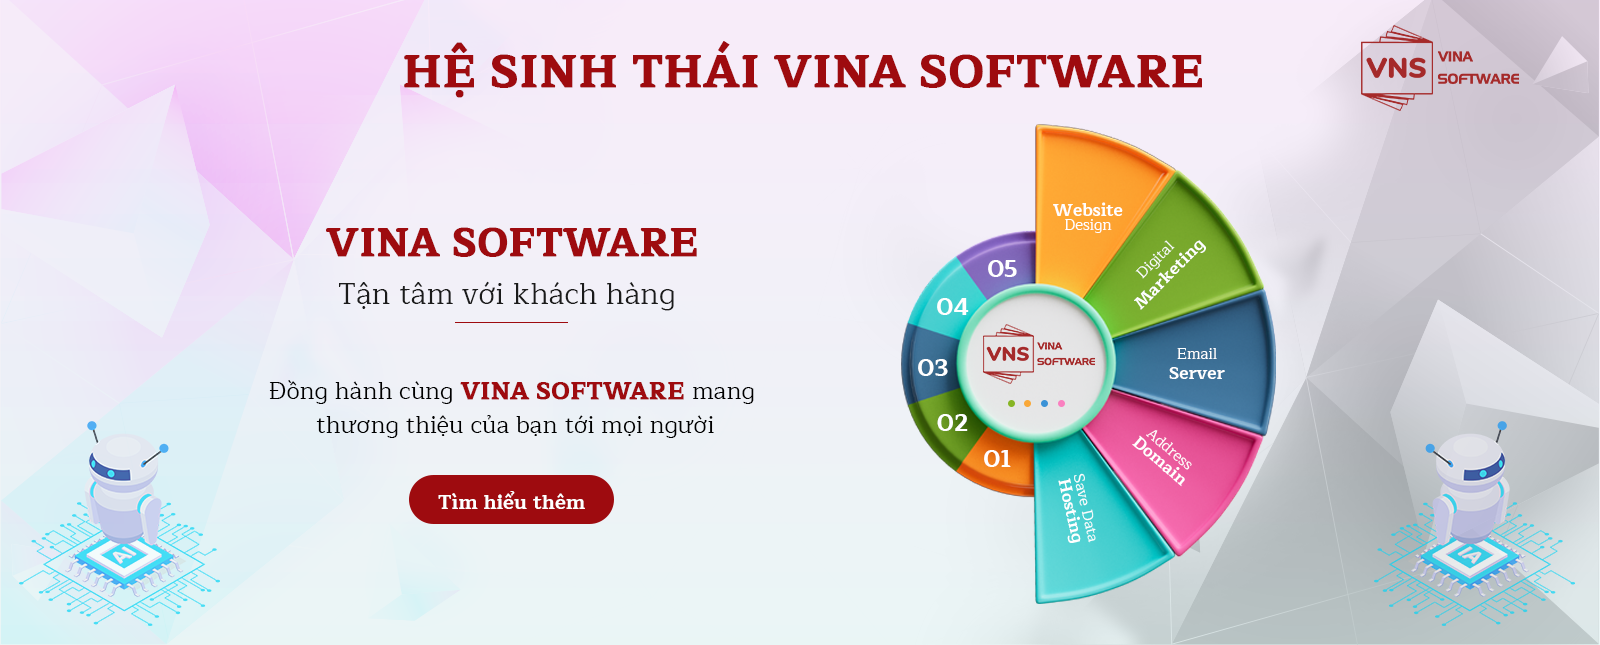 HỆ SINH THÁI VINA SOFTWARE
VNS
VINA
SOFTWARE
VINA SOFTWARE
Tận tâm với khách hàng
Đồng hành cùng VINA SOFTWARE mang
thương thiệu của bạn tới mọi người
Tìm hiểu thêm
05
04
03
02
01
VNS
VINA
SOFTWARE
Website
Design
Digital
Marketing
Email
Server
Address
Domain
Save Data
Hosting
AI
IA